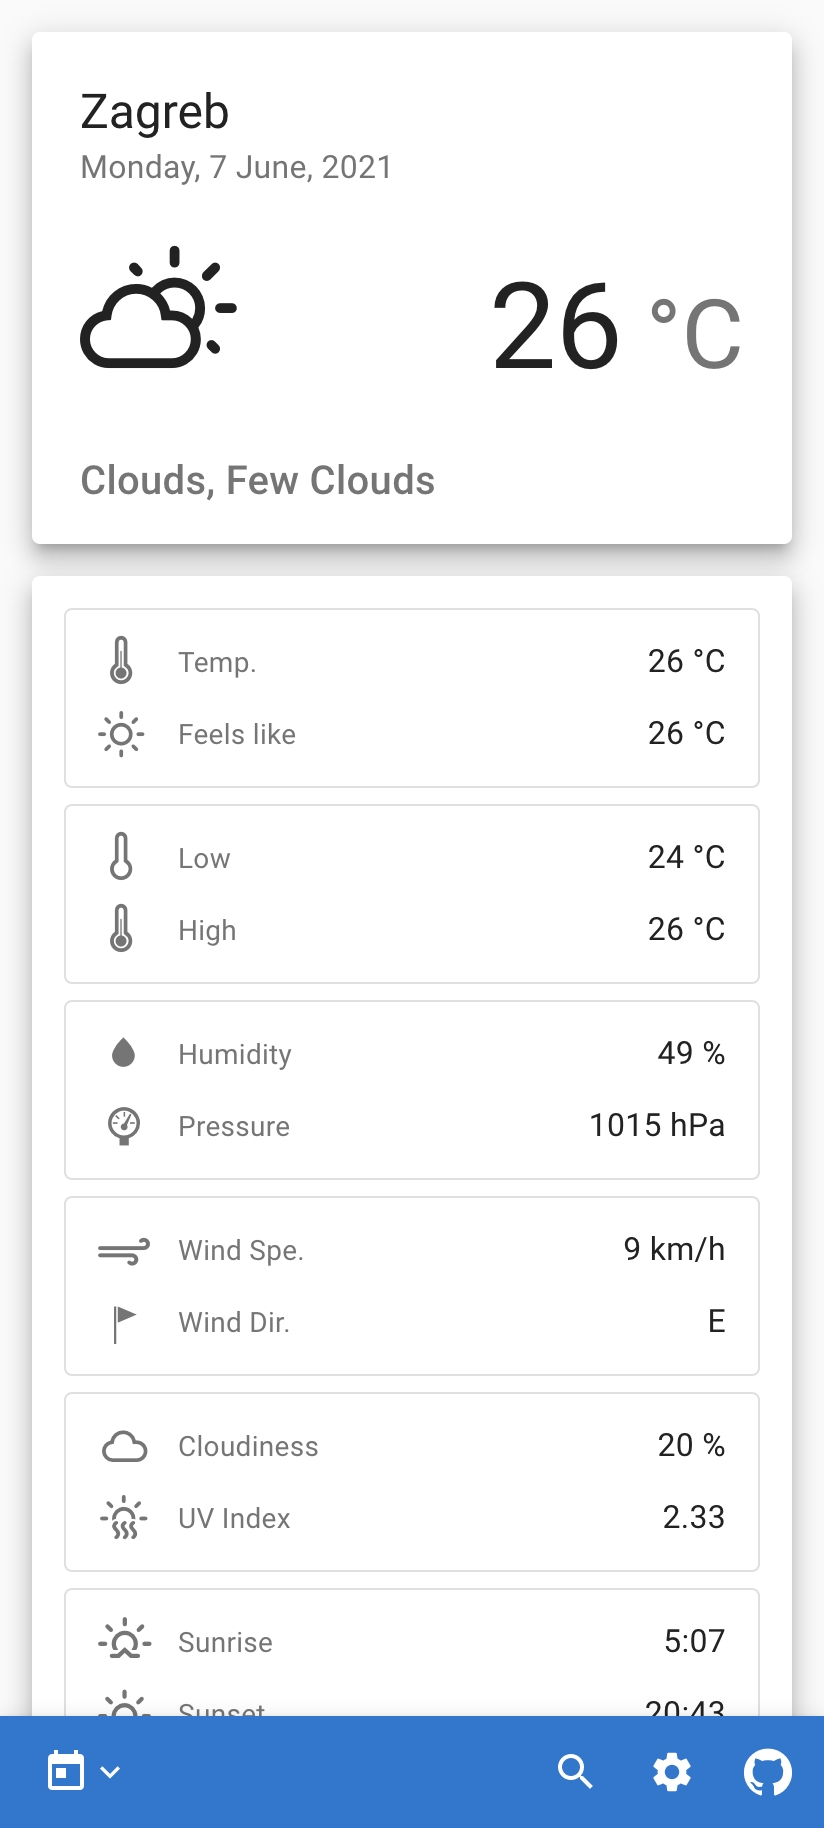 Zagreb
Monday, 7 June, 2021
26 °C
Clouds, Few Clouds
Temp. 26 °C
Feels like 26 °C
Low 24 °C
High 26 °C
Humidity 49 %
Pressure 1015 hPa
Wind Spe. 9 km/h
Wind Dir. E
Cloudiness 20 %
UV Index 2.33
Sunrise 5:07
Sunset 20:43